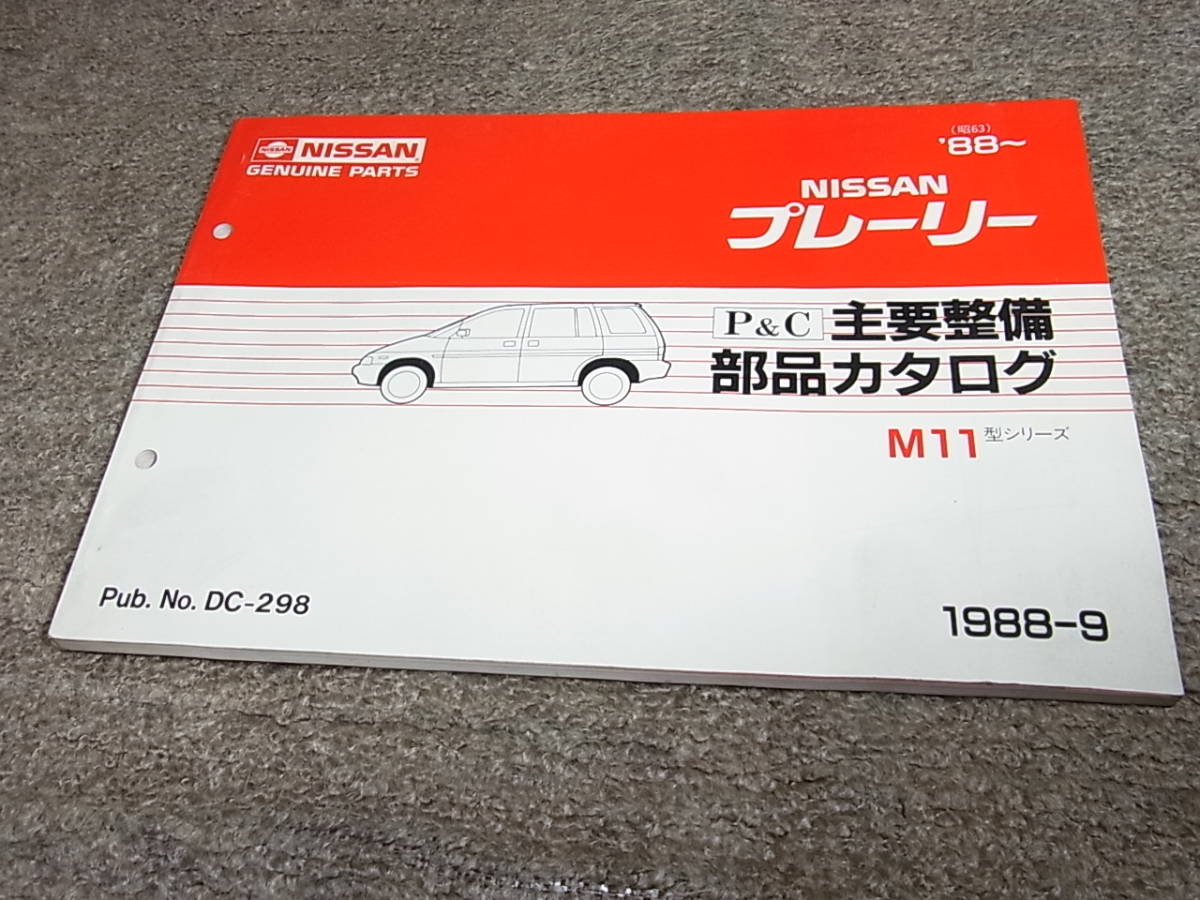 NISSAN
NISSAN
GENUINE PARTS
(昭63)
'88〜
NISSAN
プレーリー
P&C 主要整備
部品カタログ
M11 型シリーズ
Pub. No. DC-298
1988-9